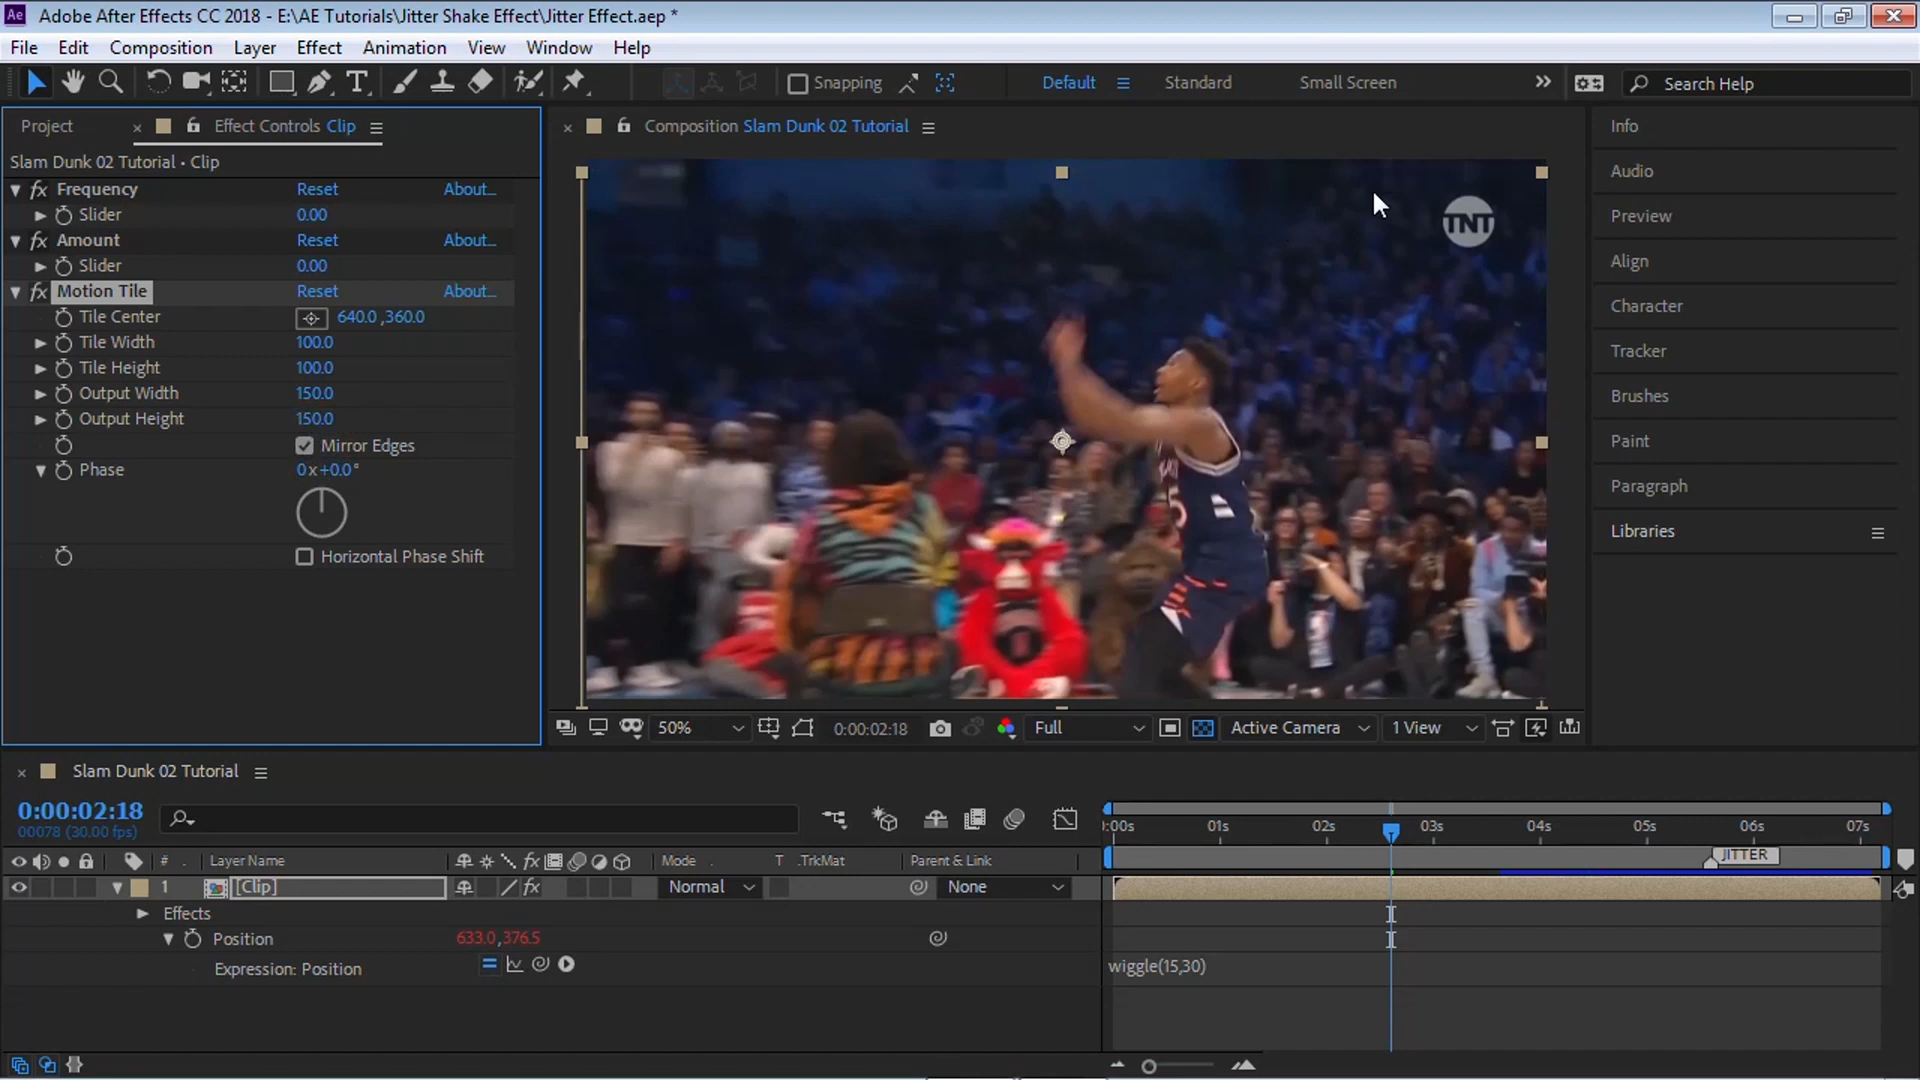 Adobe After Effects CC 2018 - E:\AE Tutorials\Jitter Shake Effect\Jitter Effect.aep *
File Edit Composition Layer Effect Animation View Window Help
Snapping Default Standard Small Screen Search Help
Project Effect Controls Clip
Composition Slam Dunk 02 Tutorial
Slam Dunk 02 Tutorial • Clip
fx Frequency Reset About...
Slider 0.00
fx Amount Reset About...
Slider 0.00
fx Motion Tile Reset About...
Tile Center 640.0 ,360.0
Tile Width 100.0
Tile Height 100.0
Output Width 150.0
Output Height 150.0
Mirror Edges
Phase 0 x +0.0 °
Horizontal Phase Shift
TNT
Info
Audio
Preview
Align
Character
Tracker
Brushes
Paint
Paragraph
Libraries
50% 0:00:02:18 Full Active Camera 1 View
Slam Dunk 02 Tutorial
0:00:02:18
00078 (30.00 fps)
:00s 01s 02s 03s 04s 05s 06s 07s
# Layer Name fx Mode T .TrkMat Parent & Link
JITTER
1 [Clip] fx Normal None
Effects
Position 633.0 ,376.5
Expression: Position wiggle(15,30)